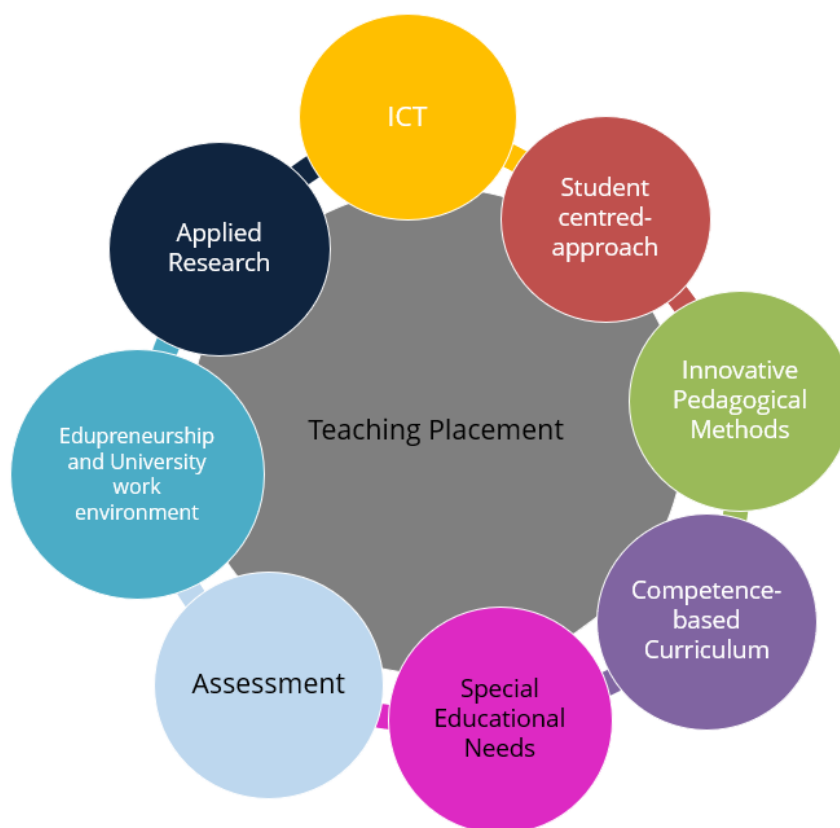 ICT
Student
centred-
approach
Applied
Research
Innovative
Pedagogical
Methods
Teaching Placement
Edupreneurship
and University
work
environment
Competence-
based
Curriculum
Assessment
Special
Educational
Needs